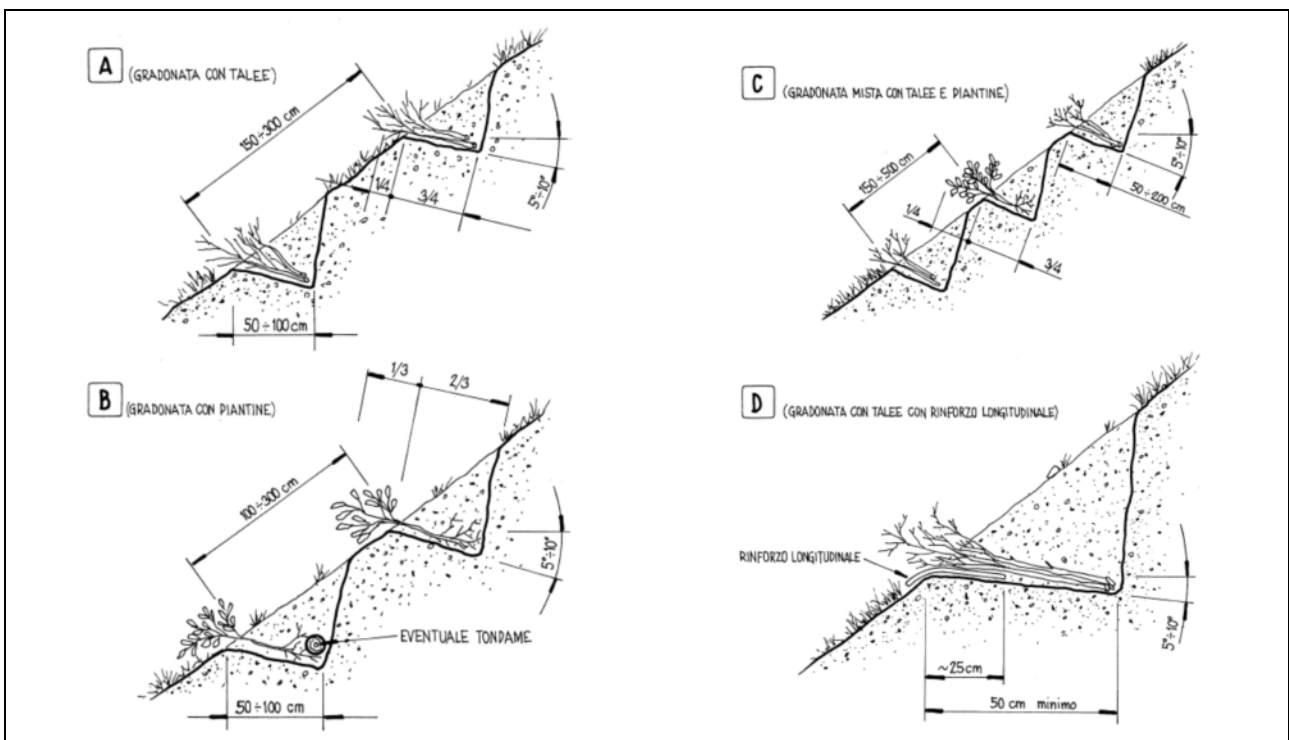 A (GRADONATA CON TALEE)
150÷300 cm
1/4
3/4
5°÷10°
50÷100 cm
B (GRADONATA CON PIANTINE)
1/3
2/3
100÷300 cm
5°÷10°
EVENTUALE TONDAME
50÷100 cm
C (GRADONATA MISTA CON TALEE E PIANTINE)
150÷500 cm
1/4
3/4
5°÷10°
50÷200 cm
D (GRADONATA CON TALEE CON RINFORZO LONGITUDINALE)
RINFORZO LONGITUDINALE
5°÷10°
~25 cm
50 cm minimo